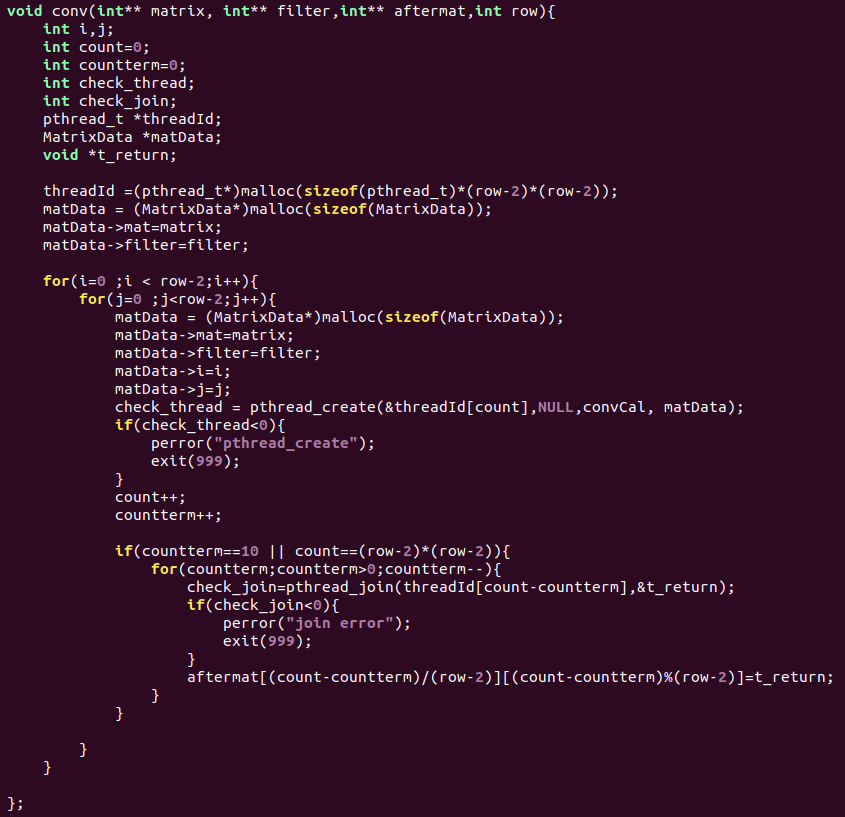 void conv(int** matrix, int** filter,int** aftermat,int row){
    int i,j;
    int count=0;
    int countterm=0;
    int check_thread;
    int check_join;
    pthread_t *threadId;
    MatrixData *matData;
    void *t_return;

    threadId =(pthread_t*)malloc(sizeof(pthread_t)*(row-2)*(row-2));
    matData = (MatrixData*)malloc(sizeof(MatrixData));
    matData->mat=matrix;
    matData->filter=filter;

    for(i=0 ;i < row-2;i++){
        for(j=0 ;j<row-2;j++){
            matData = (MatrixData*)malloc(sizeof(MatrixData));
            matData->mat=matrix;
            matData->filter=filter;
            matData->i=i;
            matData->j=j;
            check_thread = pthread_create(&threadId[count],NULL,convCal, matData);
            if(check_thread<0){
                perror("pthread_create");
                exit(999);
            }
            count++;
            countterm++;

            if(countterm==10 || count==(row-2)*(row-2)){
                for(countterm;countterm>0;countterm--){
                    check_join=pthread_join(threadId[count-countterm],&t_return);
                    if(check_join<0){
                        perror("join error");
                        exit(999);
                    }
                    aftermat[(count-countterm)/(row-2)][(count-countterm)%(row-2)]=t_return;
                }
            }

        }
    }

};